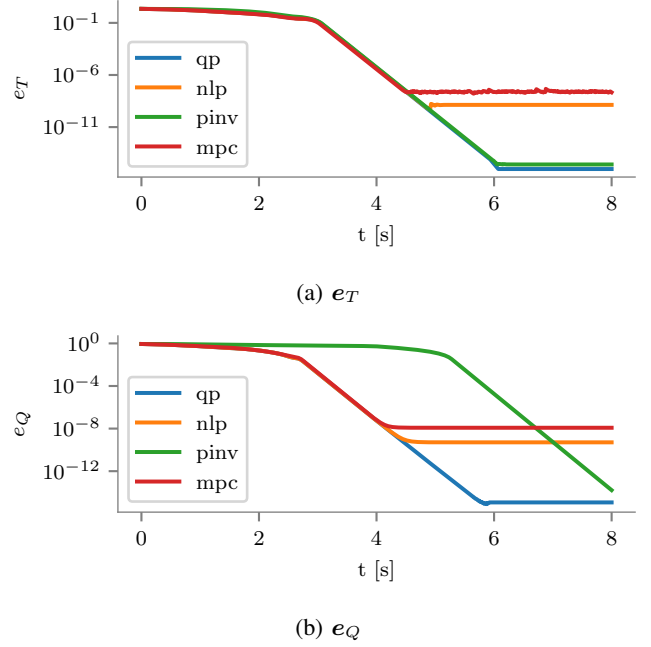 10^{-1}
10^{-6}
10^{-11}
e_T
qp
nlp
pinv
mpc
0 2 4 6 8
t [s]
(a) e_T
10^{0}
10^{-4}
10^{-8}
10^{-12}
e_Q
qp
nlp
pinv
mpc
0 2 4 6 8
t [s]
(b) e_Q